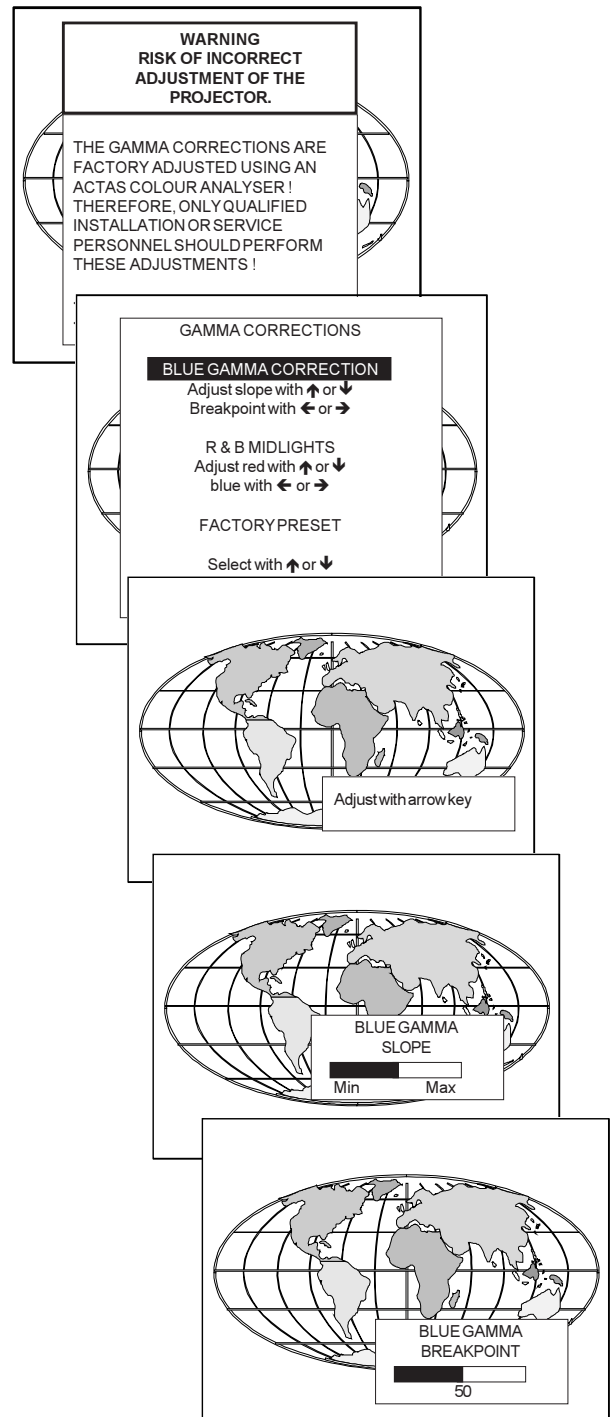 WARNING
RISK OF INCORRECT
ADJUSTMENT OF THE
PROJECTOR.
THE GAMMA CORRECTIONS ARE
FACTORY ADJUSTED USING AN
ACTAS COLOUR ANALYSER !
THEREFORE, ONLY QUALIFIED
INSTALLATION OR SERVICE
PERSONNEL SHOULD PERFORM
THESE ADJUSTMENTS !
GAMMA CORRECTIONS
BLUE GAMMA CORRECTION
Adjust slope with ↑ or ↓
Breakpoint with ← or →
R & B MIDLIGHTS
Adjust red with ↑ or ↓
blue with ← or →
FACTORY PRESET
Select with ↑ or ↓
Adjust with arrow key
BLUE GAMMA
SLOPE
Min Max
BLUE GAMMA
BREAKPOINT
50